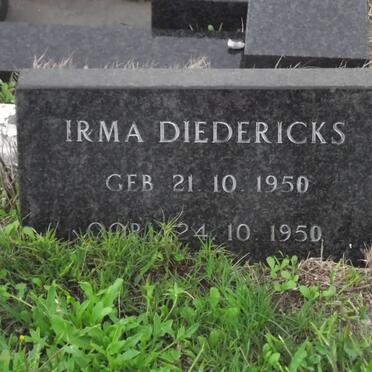 IRMA DIEDERICKS
GEB 21.10.1950
OORL 24.10.1950